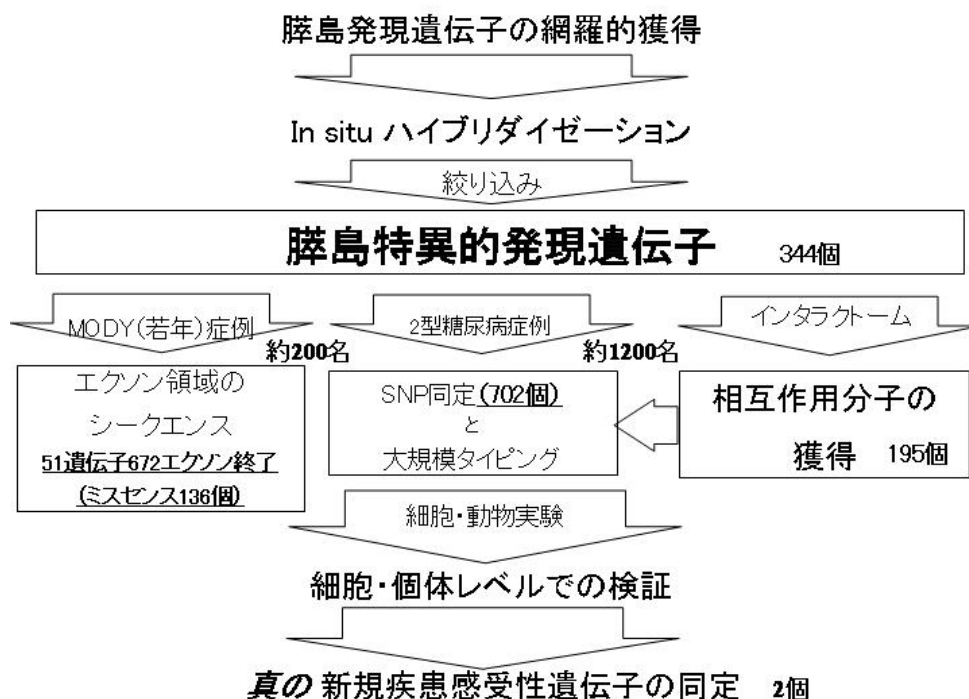 膵島発現遺伝子の網羅的獲得
In situ ハイブリダイゼーション
絞り込み
膵島特異的発現遺伝子 344個
MODY(若年)症例
約200名
2型糖尿病症例
約1200名
インタラクトーム
エクソン領域の
シークエンス
51遺伝子672エクソン終了
(ミスセンス136個)
SNP同定(702個)
と
大規模タイピング
相互作用分子の
獲得 195個
細胞・動物実験
細胞・個体レベルでの検証
真の 新規疾患感受性遺伝子の同定 2個